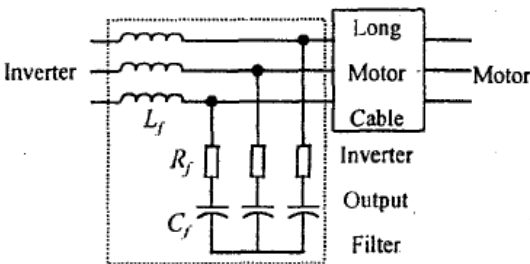 Long
Inverter
Motor
Motor
Cable
L_f
R_f
Inverter
C_f
Output
Filter